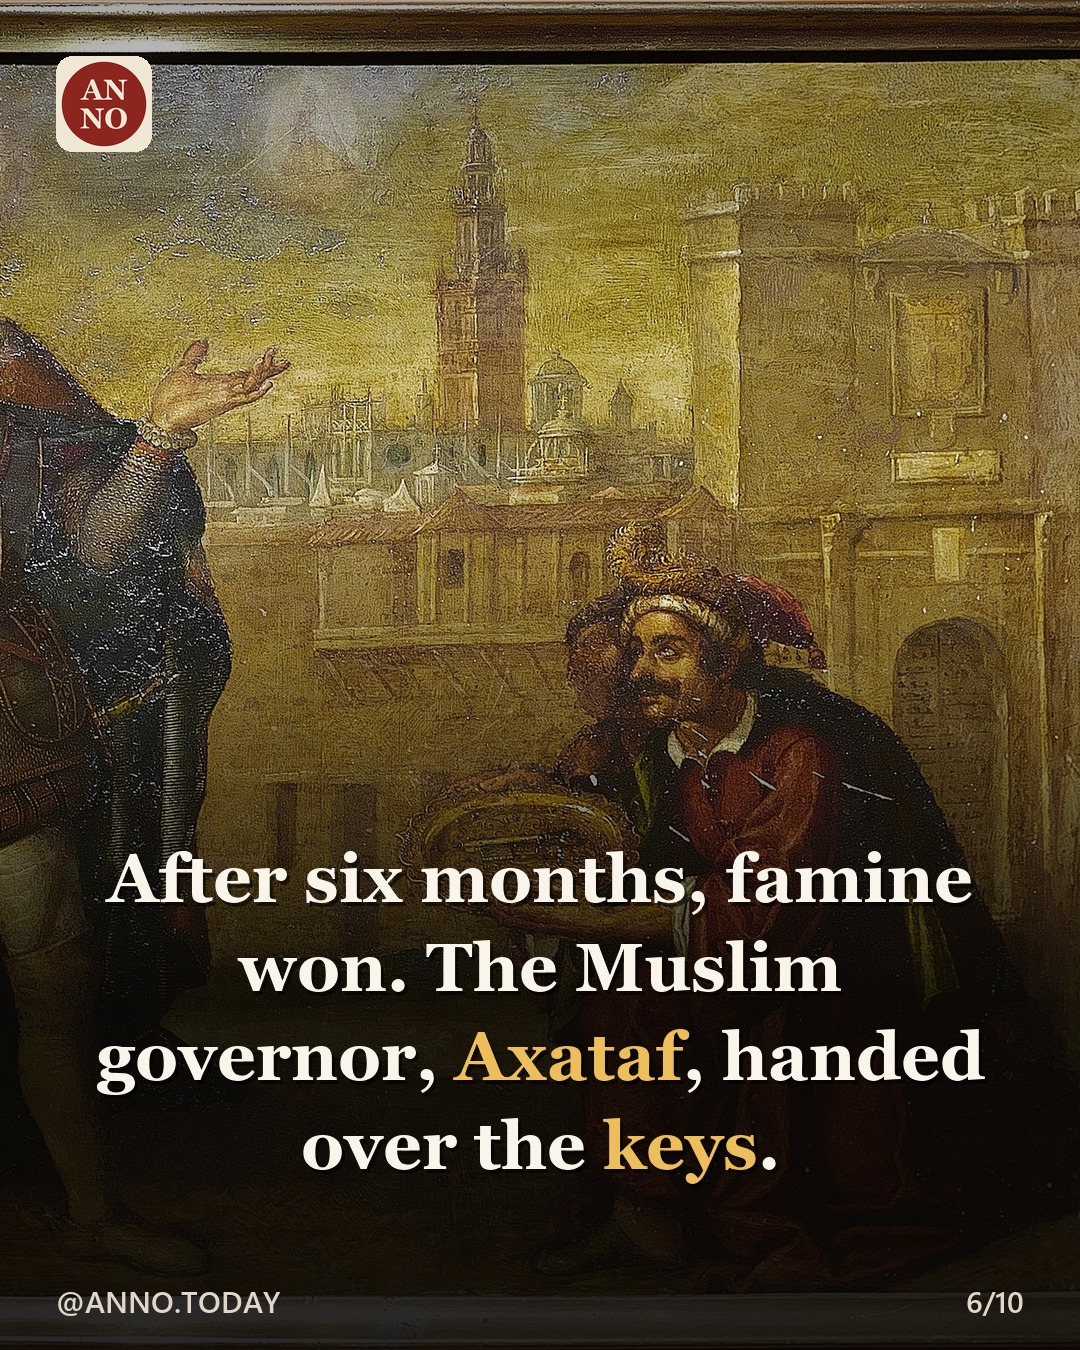 AN
NO
After six months, famine
won. The Muslim
governor, Axataf, handed
over the keys.
@ANNO.TODAY
6/10